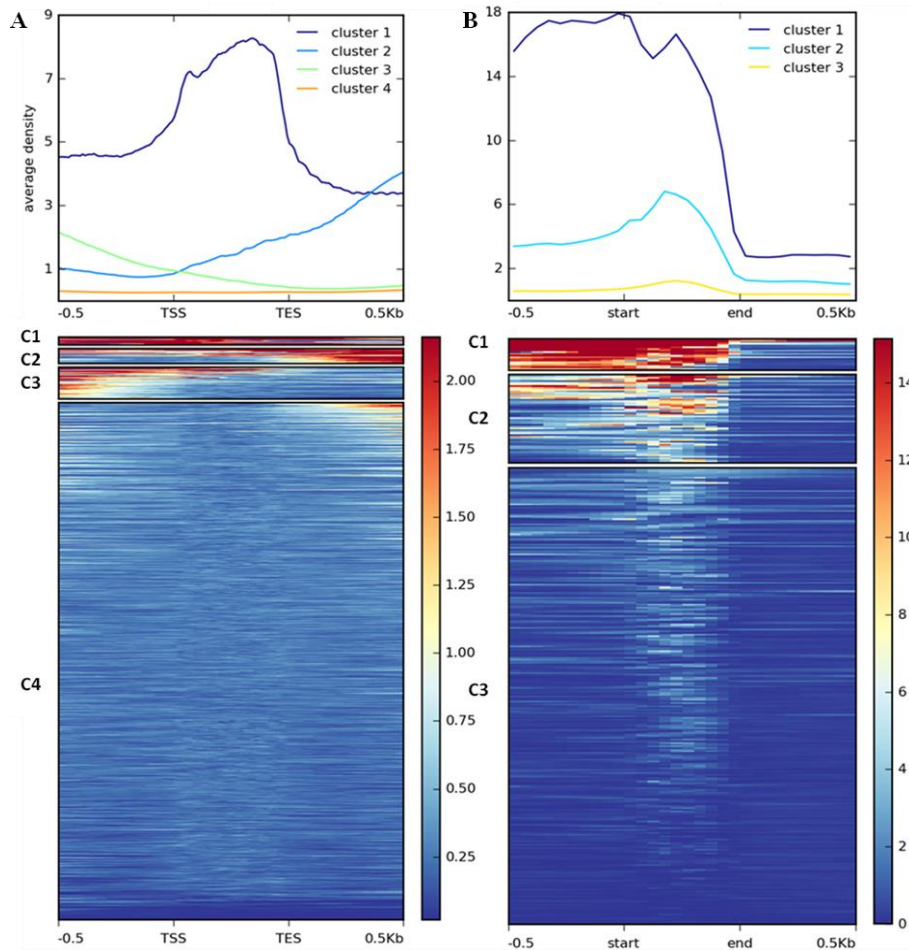 A
9
7
5
3
1
average density
cluster 1
cluster 2
cluster 3
cluster 4
-0.5
TSS
TES
0.5Kb
C1
C2
C3
C4
2.00
1.75
1.50
1.25
1.00
0.75
0.50
0.25
-0.5
TSS
TES
0.5Kb
B
18
14
10
6
2
cluster 1
cluster 2
cluster 3
-0.5
start
end
0.5Kb
C1
C2
C3
14
12
10
8
6
4
2
0
-0.5
start
end
0.5Kb